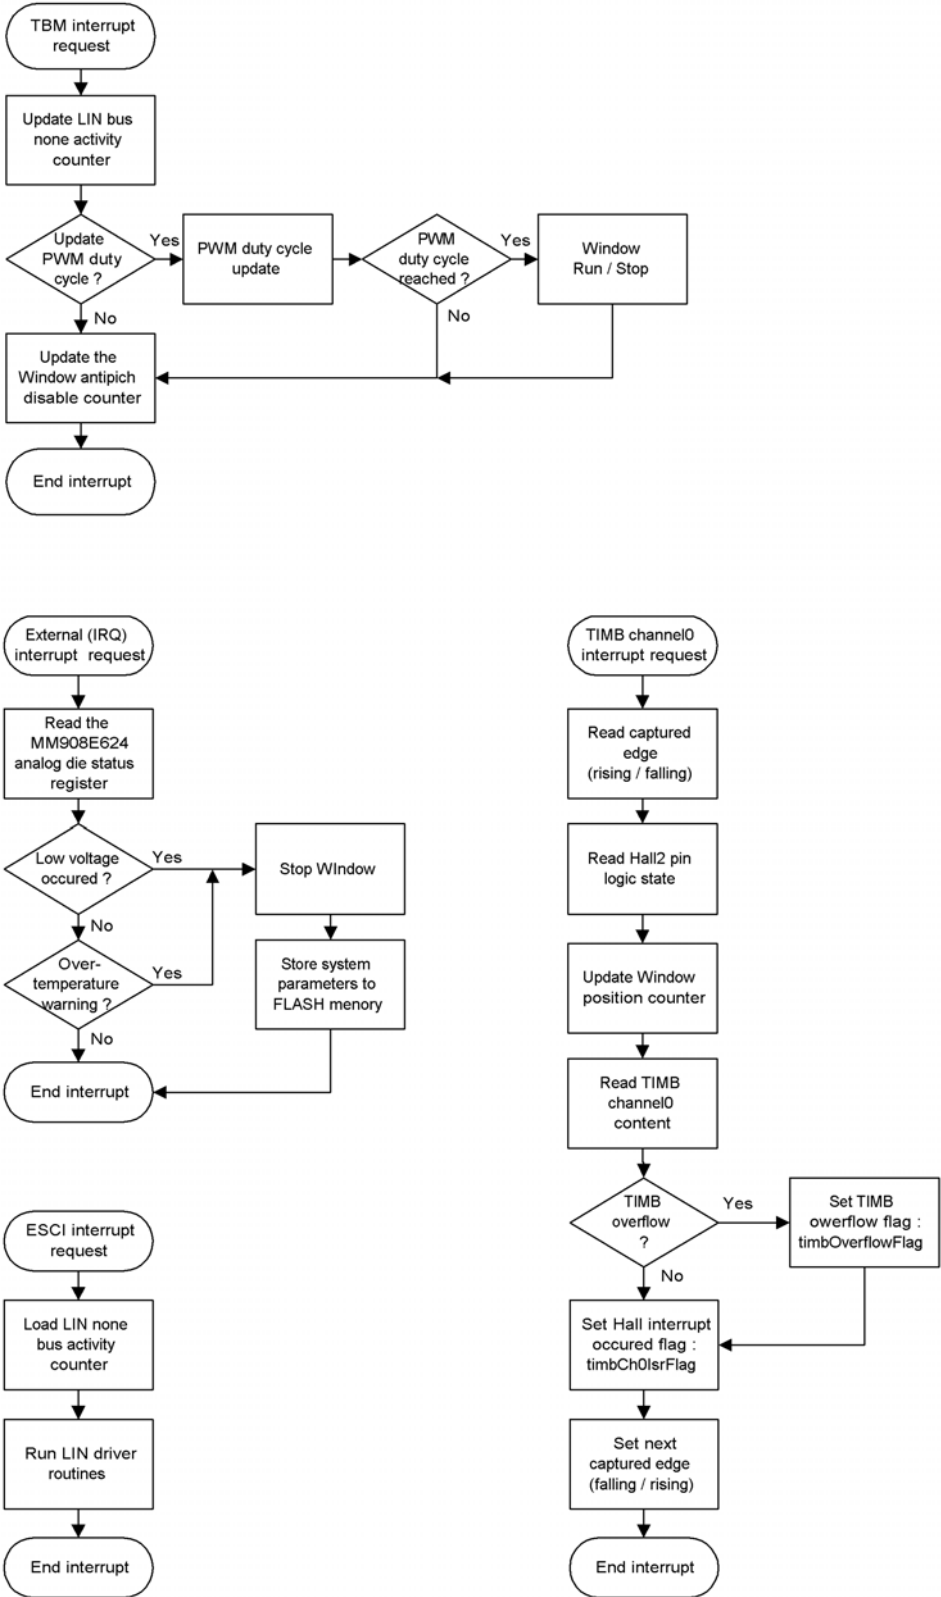 TBM interrupt
request
Update LIN bus
none activity
counter
Update
PWM duty
cycle ?
Yes
PWM duty cycle
update
PWM
duty cycle
reached ?
Yes
Window
Run / Stop
No
No
Update the
Window antipich
disable counter
End interrupt
External (IRQ)
interrupt request
Read the
MM908E624
analog die status
register
Low voltage
occured ?
Yes
Stop WIndow
No
Over-
temperature
warning ?
Yes
Store system
parameters to
FLASH menory
No
End interrupt
ESCI interrupt
request
Load LIN none
bus activity
counter
Run LIN driver
routines
End interrupt
TIMB channel0
interrupt request
Read captured
edge
(rising / falling)
Read Hall2 pin
logic state
Update Window
position counter
Read TIMB
channel0
content
TIMB
overflow
?
Yes
Set TIMB
owerflow flag :
timbOverflowFlag
No
Set Hall interrupt
occured flag :
timbCh0IsrFlag
Set next
captured edge
(falling / rising)
End interrupt